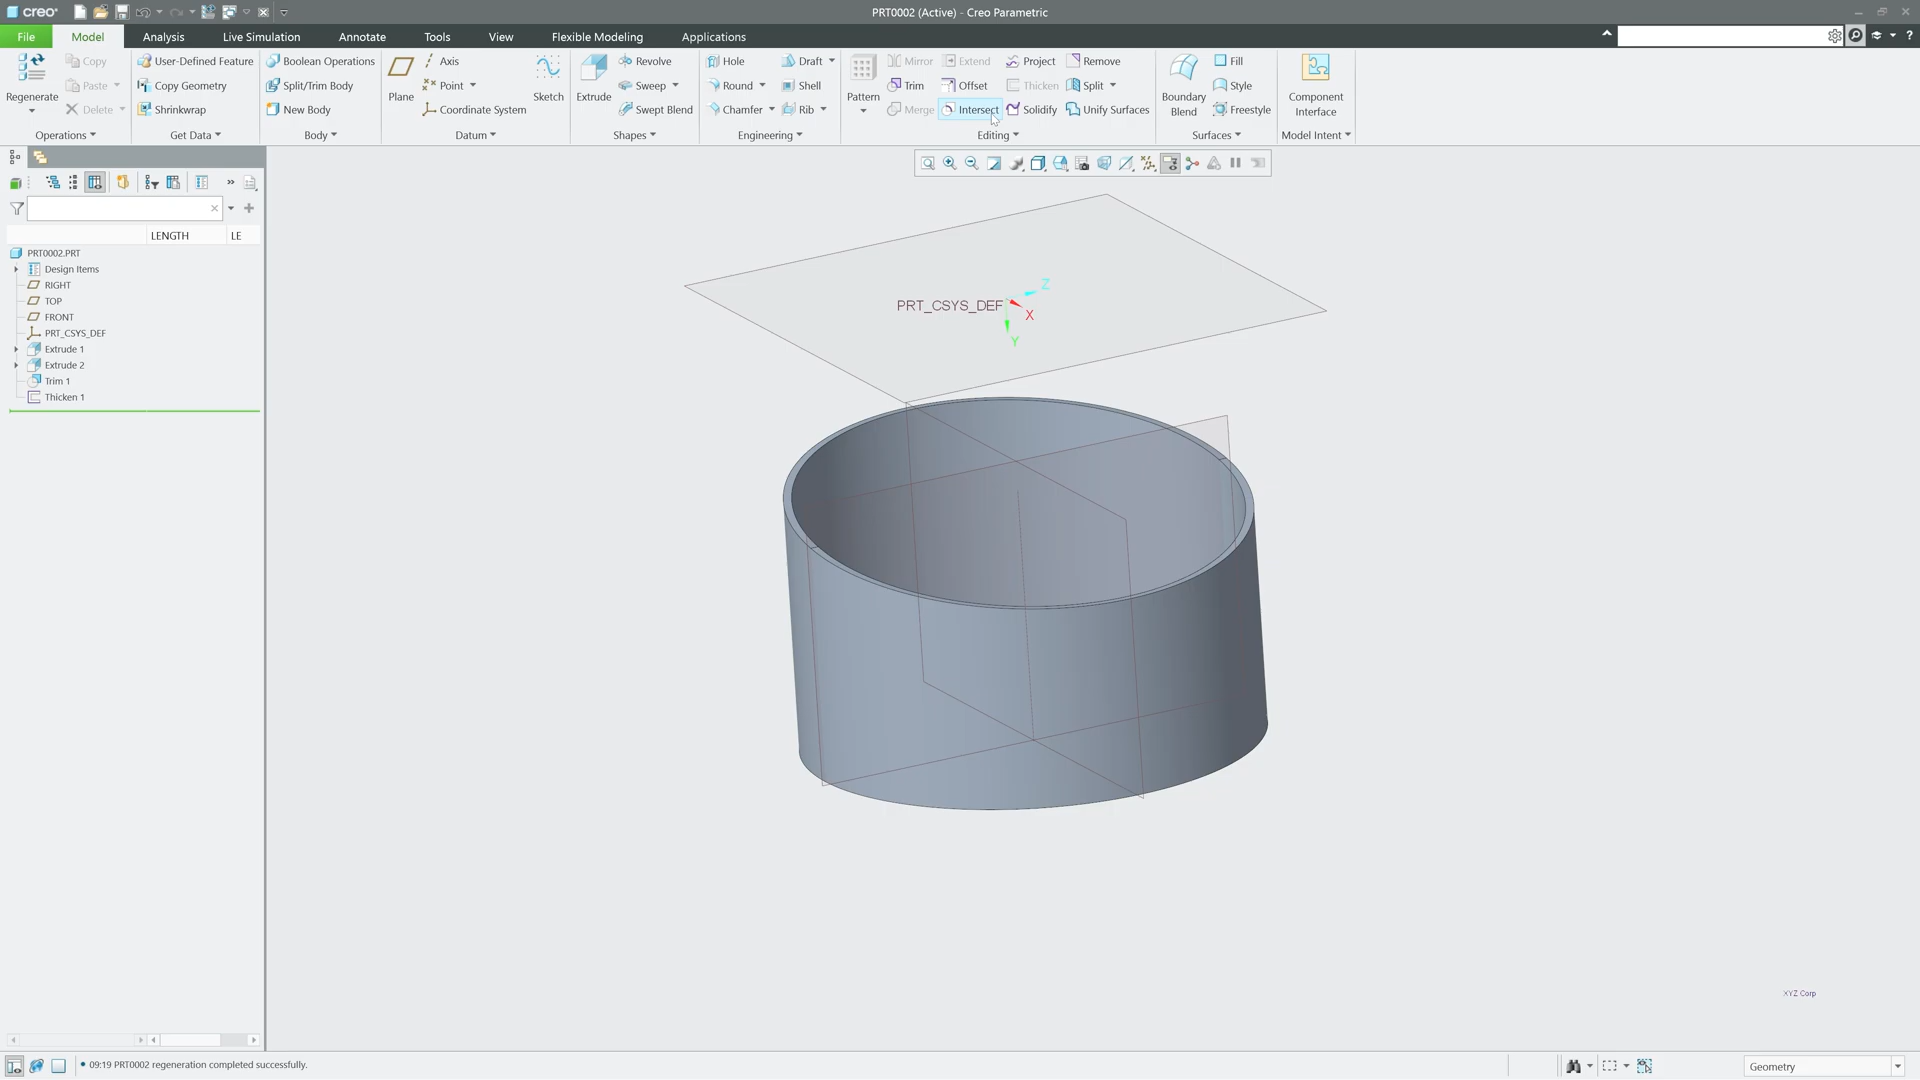 creo
PRT0002 (Active) - Creo Parametric
File Model Analysis Live Simulation Annotate Tools View Flexible Modeling Applications
Regenerate
Copy
Paste
Delete
Operations
User-Defined Feature
Copy Geometry
Shrinkwrap
Get Data
Boolean Operations
Split/Trim Body
New Body
Body
Plane
Axis
Point
Coordinate System
Sketch
Datum
Extrude
Revolve
Sweep
Swept Blend
Shapes
Hole
Round
Chamfer
Draft
Shell
Rib
Engineering
Pattern
Mirror
Trim
Merge
Extend
Offset
Intersect
Project
Thicken
Solidify
Remove
Split
Unify Surfaces
Editing
Boundary
Blend
Fill
Style
Freestyle
Surfaces
Component
Interface
Model Intent
LENGTH LE
PRT0002.PRT
Design Items
RIGHT
TOP
FRONT
PRT_CSYS_DEF
Extrude 1
Extrude 2
Trim 1
Thicken 1
PRT_CSYS_DEF
Z
X
Y
XYZ Corp
• 09:19 PRT0002 regeneration completed successfully.
Geometry